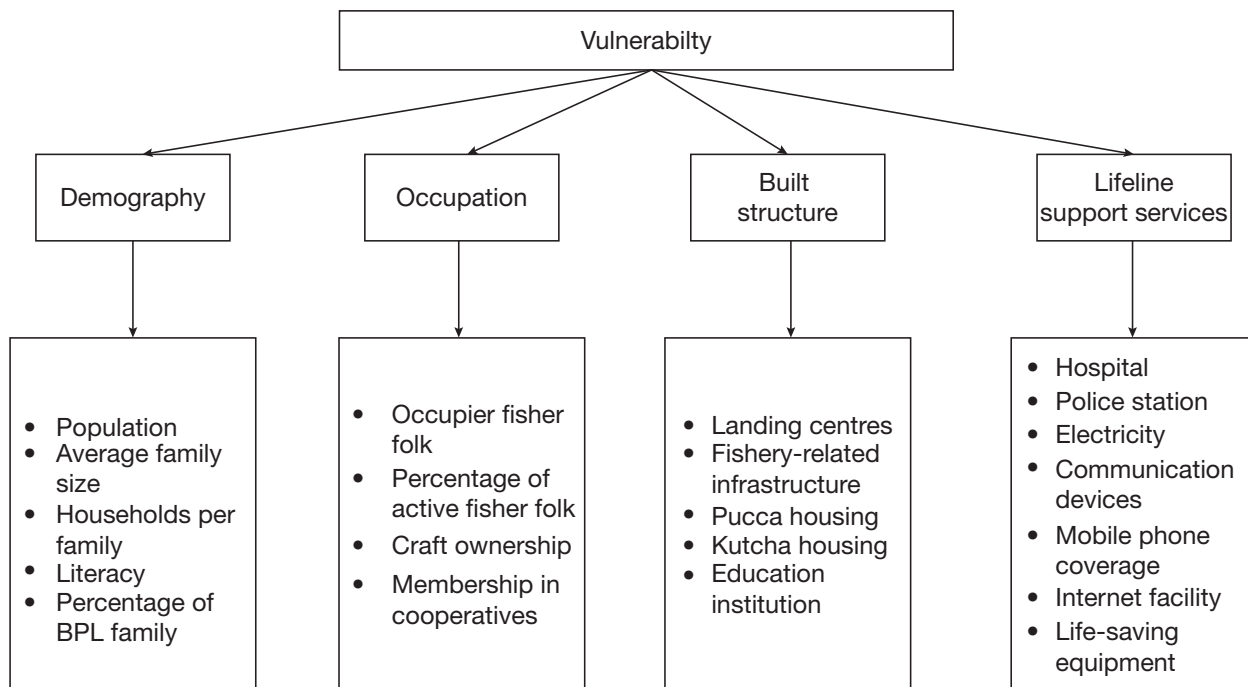 Vulnerabilty
Demography
Occupation
Built
structure
Lifeline
support services
• Population
• Average family
size
• Households per
family
• Literacy
• Percentage of
BPL family
• Occupier fisher
folk
• Percentage of
active fisher folk
• Craft ownership
• Membership in
cooperatives
• Landing centres
• Fishery-related
infrastructure
• Pucca housing
• Kutcha housing
• Education
institution
• Hospital
• Police station
• Electricity
• Communication
devices
• Mobile phone
coverage
• Internet facility
• Life-saving
equipment